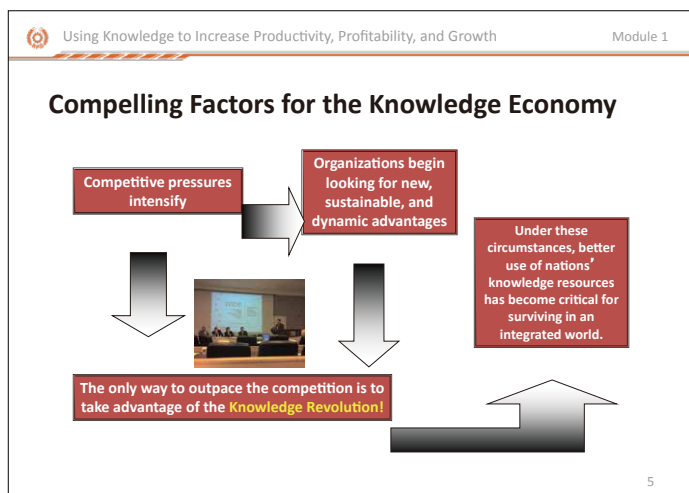 Using Knowledge to Increase Productivity, Profitability, and Growth
Module 1
Compelling Factors for the Knowledge Economy
Competitive pressures
intensify
Organizations begin
looking for new,
sustainable, and
dynamic advantages
Under these
circumstances, better
use of nations’
knowledge resources
has become critical for
surviving in an
integrated world.
The only way to outpace the competition is to
take advantage of the Knowledge Revolution!
5